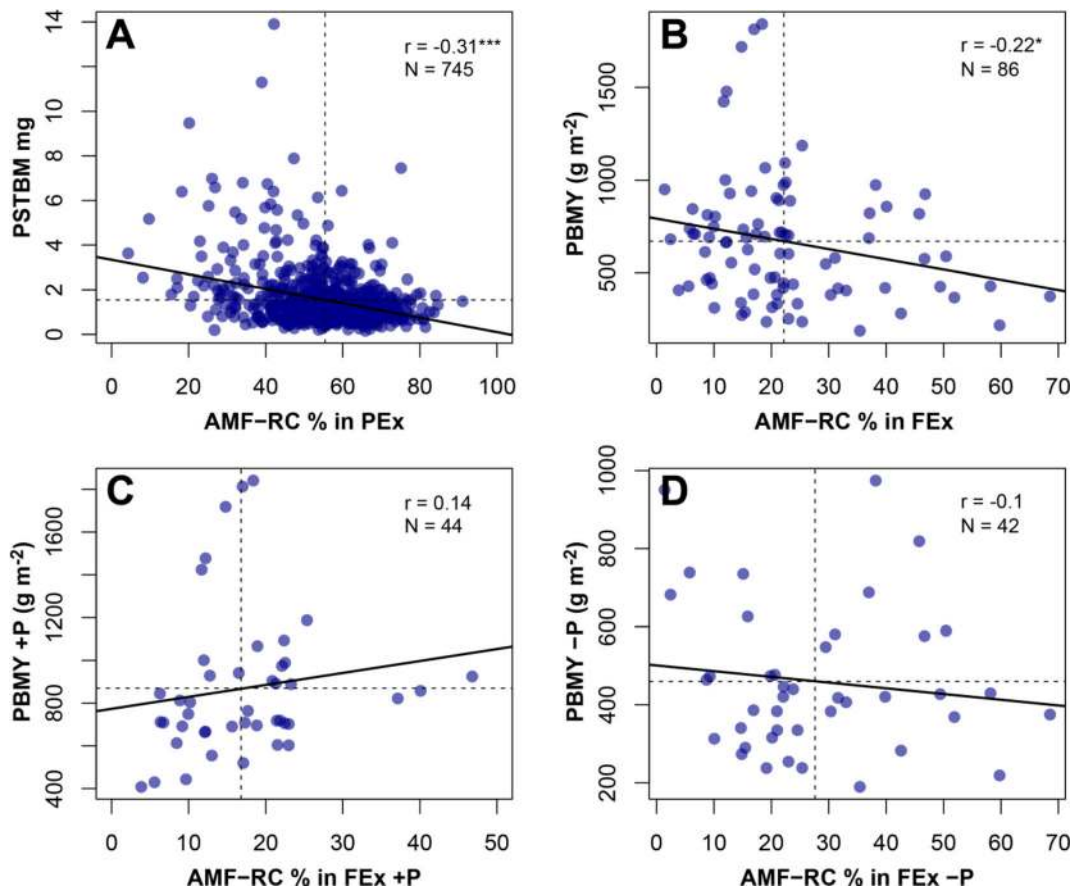 A
r = -0.31***
N = 745
PSTBM mg
14
12
10
8
6
4
2
0
0 20 40 60 80 100
AMF−RC % in PEx
B
r = -0.22*
N = 86
PBMY (g m-2)
1500
1000
500
0 10 20 30 40 50 60 70
AMF−RC % in FEx
C
r = 0.14
N = 44
PBMY +P (g m-2)
1600
1200
800
400
0 10 20 30 40 50
AMF−RC % in FEx +P
D
r = -0.1
N = 42
PBMY −P (g m-2)
1000
800
600
400
200
0 10 20 30 40 50 60 70
AMF−RC % in FEx −P